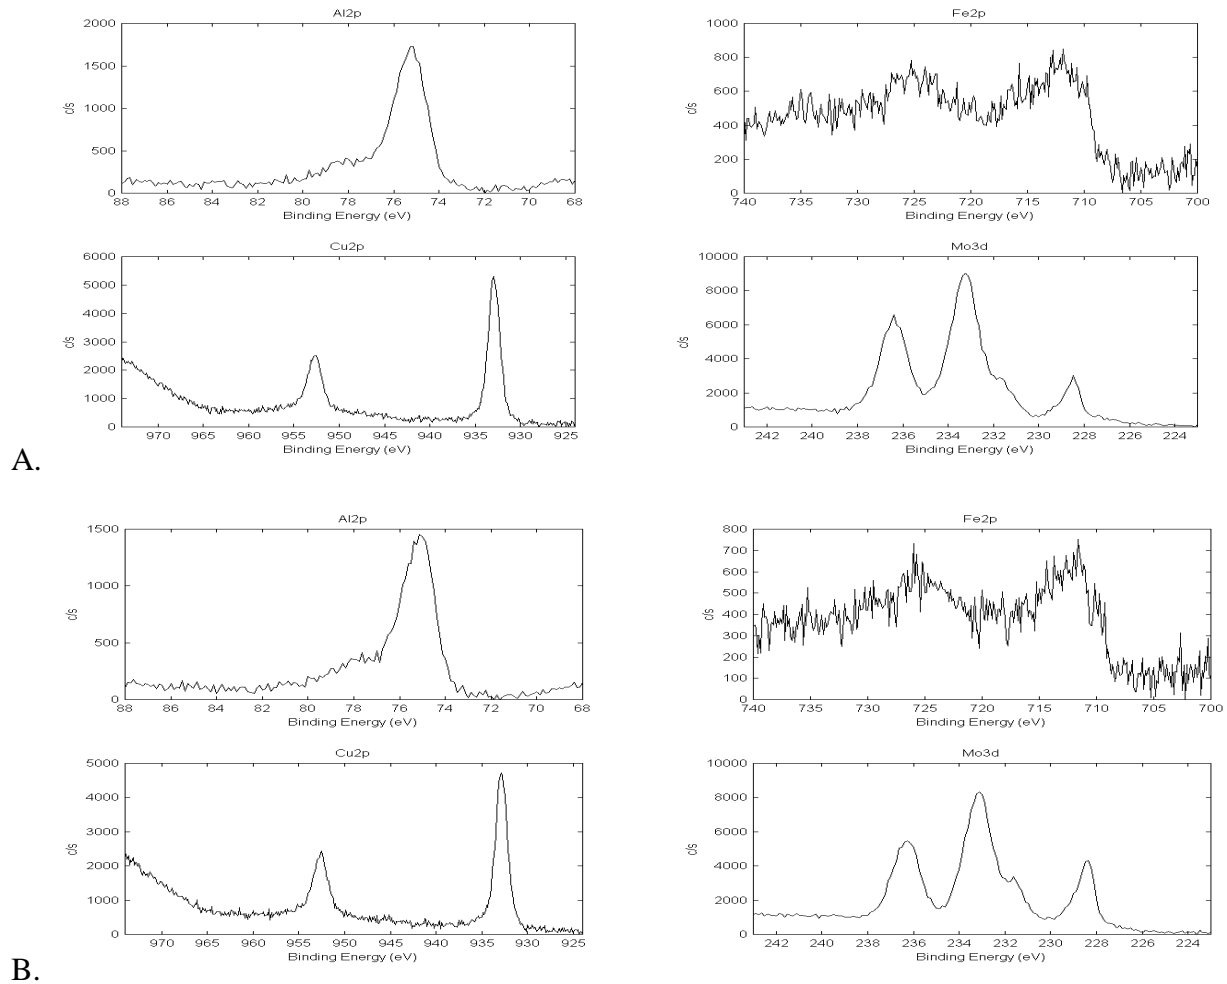 Al2p
2000
1500
1000
500
0
c/s
88 86 84 82 80 78 76 74 72 70 68
Binding Energy (eV)
Fe2p
1000
800
600
400
200
0
c/s
740 735 730 725 720 715 710 705 700
Binding Energy (eV)
Cu2p
6000
5000
4000
3000
2000
1000
0
c/s
970 965 960 955 950 945 940 935 930 925
Binding Energy (eV)
Mo3d
10000
8000
6000
4000
2000
0
c/s
242 240 238 236 234 232 230 228 226 224
Binding Energy (eV)
A.
Al2p
1500
1000
500
0
c/s
88 86 84 82 80 78 76 74 72 70 68
Binding Energy (eV)
Fe2p
800
700
600
500
400
300
200
100
0
c/s
740 735 730 725 720 715 710 705 700
Binding Energy (eV)
Cu2p
5000
4000
3000
2000
1000
0
c/s
970 965 960 955 950 945 940 935 930 925
Binding Energy (eV)
Mo3d
10000
8000
6000
4000
2000
0
c/s
242 240 238 236 234 232 230 228 226 224
Binding Energy (eV)
B.